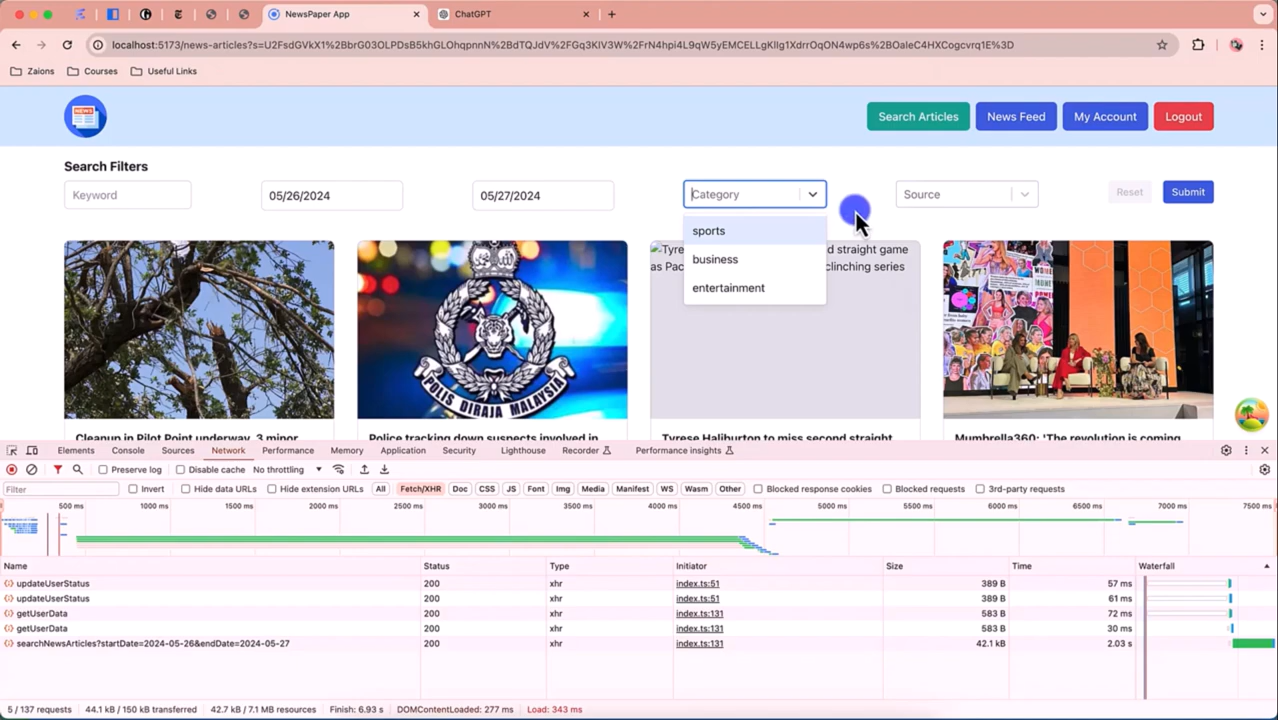 NewsPaper App
ChatGPT
localhost:5173/news-articles?s=U2FsdGVkX1%2BbrG03OLPDsB5khGLOhqpnnN%2BdTQJdV%2FGq3KIV3W%2FrN4hpi4L9qW5yEMCELLgKlIg1XdrrOqON4wp6s%2BOaleC4HXCogcvrq1E%3D
Zaions
Courses
Useful Links
NEWS
Search Articles
News Feed
My Account
Logout
Search Filters
Keyword
05/26/2024
05/27/2024
Category
Source
Reset
Submit
sports
business
entertainment
POLIS DIRAJA MALAYSIA
Cleanup in Pilot Point underway, 3 minor
Police tracking down suspects involved in
Tyrese Haliburton to miss second straight
Mumbrella360: 'The revolution is coming
Elements
Console
Sources
Network
Performance
Memory
Application
Security
Lighthouse
Recorder
Performance insights
Preserve log
Disable cache
No throttling
Filter
Invert
Hide data URLs
Hide extension URLs
All
Fetch/XHR
Doc
CSS
JS
Font
Img
Media
Manifest
WS
Wasm
Other
Blocked response cookies
Blocked requests
3rd-party requests
500 ms
1000 ms
1500 ms
2000 ms
2500 ms
3000 ms
3500 ms
4000 ms
4500 ms
5000 ms
5500 ms
6000 ms
6500 ms
7000 ms
7500 ms
Name
Status
Type
Initiator
Size
Time
Waterfall
updateUserStatus 200 xhr index.ts:51 389 B 57 ms
updateUserStatus 200 xhr index.ts:51 389 B 61 ms
getUserData 200 xhr index.ts:131 583 B 72 ms
getUserData 200 xhr index.ts:131 583 B 30 ms
searchNewsArticles?startDate=2024-05-26&endDate=2024-05-27 200 xhr index.ts:131 42.1 kB 2.03 s
5 / 137 requests
44.1 kB / 150 kB transferred
42.7 kB / 7.1 MB resources
Finish: 6.93 s
DOMContentLoaded: 277 ms
Load: 343 ms